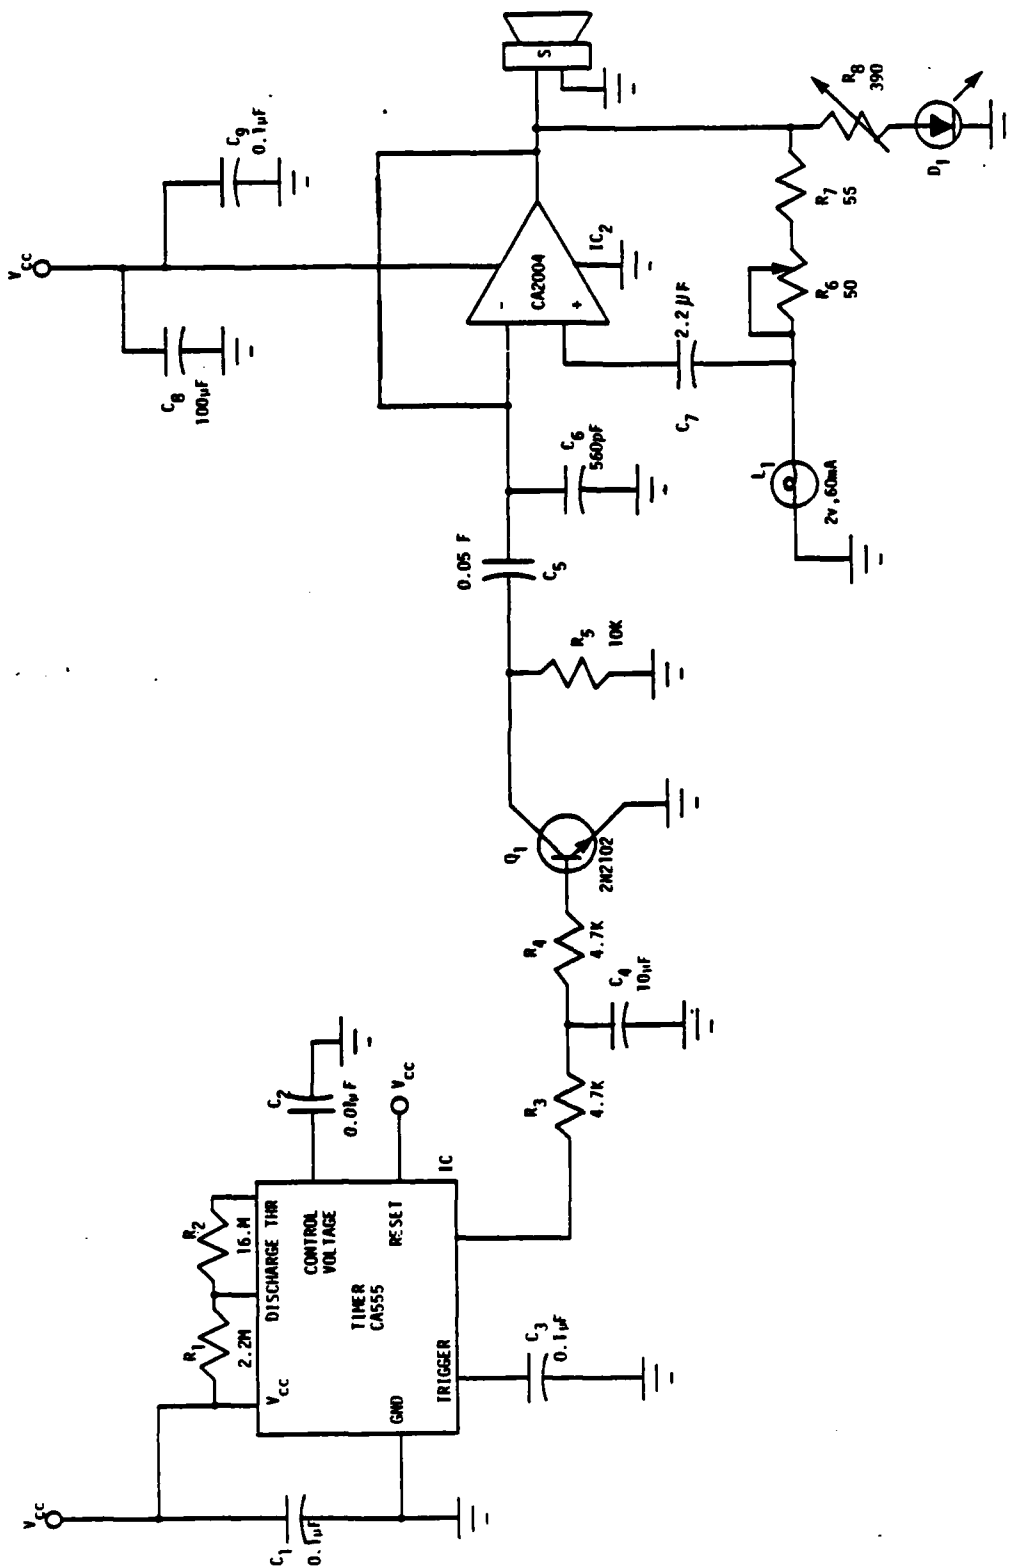 Vcc
C1
0.1µF
R1
2.2M
R2
16.M
Vcc
DISCHARGE THR
CONTROL
VOLTAGE
TIMER
CA555
RESET
GND
TRIGGER
IC
C2
0.01µF
Vcc
C3
0.1µF
R3
4.7K
C4
10µF
R4
4.7K
Q1
2N2102
R5
10K
0.05 F
C5
C6
560pF
Vcc
C8
100µF
C9
0.1µF
-
+
CA2004
IC2
S
C7
2.2µF
L1
2v,60mA
R6
50
R7
55
R8
390
D1